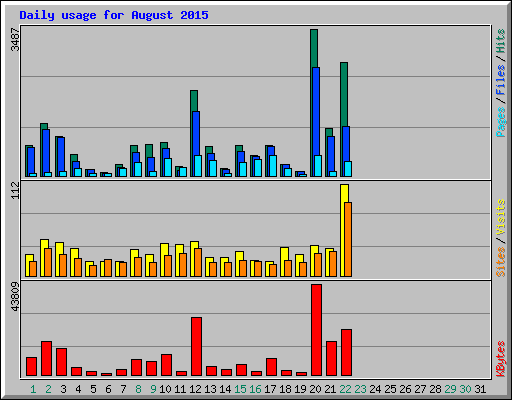 Daily usage for August 2015
3487
Pages / Files / Hits
112
Sites / Visits
43809
KBytes
1 2 3 4 5 6 7 8 9 10 11 12 13 14 15 16 17 18 19 20 21 22 23 24 25 26 27 28 29 30 31